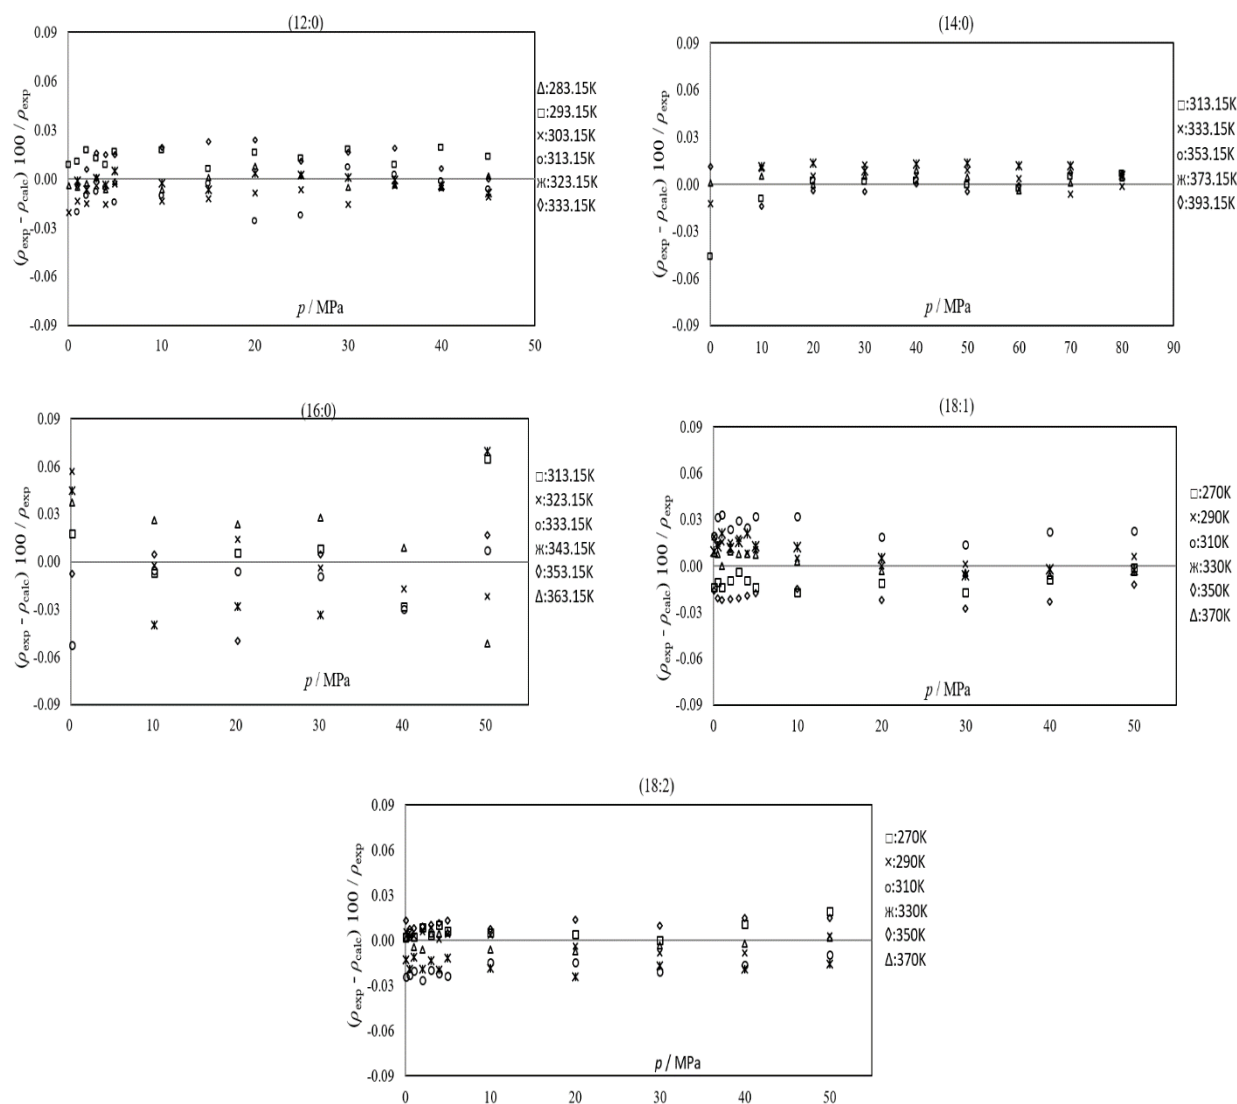 (12:0)
(ρexp - ρcalc) 100 / ρexp
0.09
0.06
0.03
0.00
-0.03
-0.06
-0.09
p / MPa
0 10 20 30 40 50
Δ:283.15K
□:293.15K
×:303.15K
o:313.15K
ж:323.15K
◊:333.15K
(14:0)
(ρexp - ρcalc) 100 / ρexp
0.09
0.06
0.03
0.00
-0.03
-0.06
-0.09
p / MPa
0 10 20 30 40 50 60 70 80 90
□:313.15K
×:333.15K
o:353.15K
ж:373.15K
◊:393.15K
(16:0)
(ρexp - ρcalc) 100 / ρexp
0.09
0.06
0.03
0.00
-0.03
-0.06
-0.09
p / MPa
0 10 20 30 40 50
□:313.15K
×:323.15K
o:333.15K
ж:343.15K
◊:353.15K
Δ:363.15K
(18:1)
(ρexp - ρcalc) 100 / ρexp
0.09
0.06
0.03
0.00
-0.03
-0.06
-0.09
p / MPa
0 10 20 30 40 50
□:270K
×:290K
o:310K
ж:330K
◊:350K
Δ:370K
(18:2)
(ρexp - ρcalc) 100 / ρexp
0.09
0.06
0.03
0.00
-0.03
-0.06
-0.09
p / MPa
0 10 20 30 40 50
□:270K
×:290K
o:310K
ж:330K
◊:350K
Δ:370K